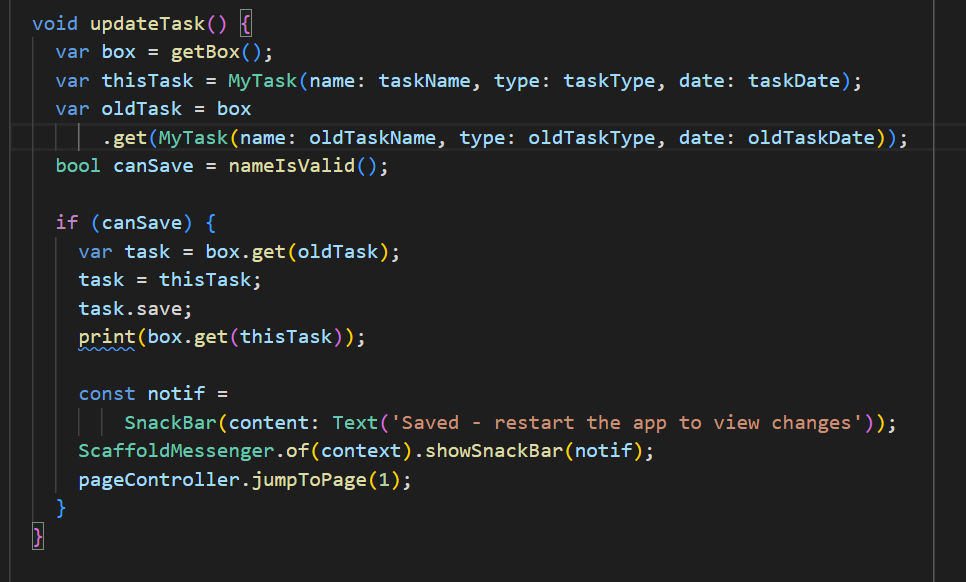 void updateTask() {
var box = getBox();
var thisTask = MyTask(name: taskName, type: taskType, date: taskDate);
var oldTask = box
.get(MyTask(name: oldTaskName, type: oldTaskType, date: oldTaskDate));
bool canSave = nameIsValid();
if (canSave) {
var task = box.get(oldTask);
task = thisTask;
task.save;
print(box.get(thisTask));
const notif =
SnackBar(content: Text('Saved - restart the app to view changes'));
ScaffoldMessenger.of(context).showSnackBar(notif);
pageController.jumpToPage(1);
}
}